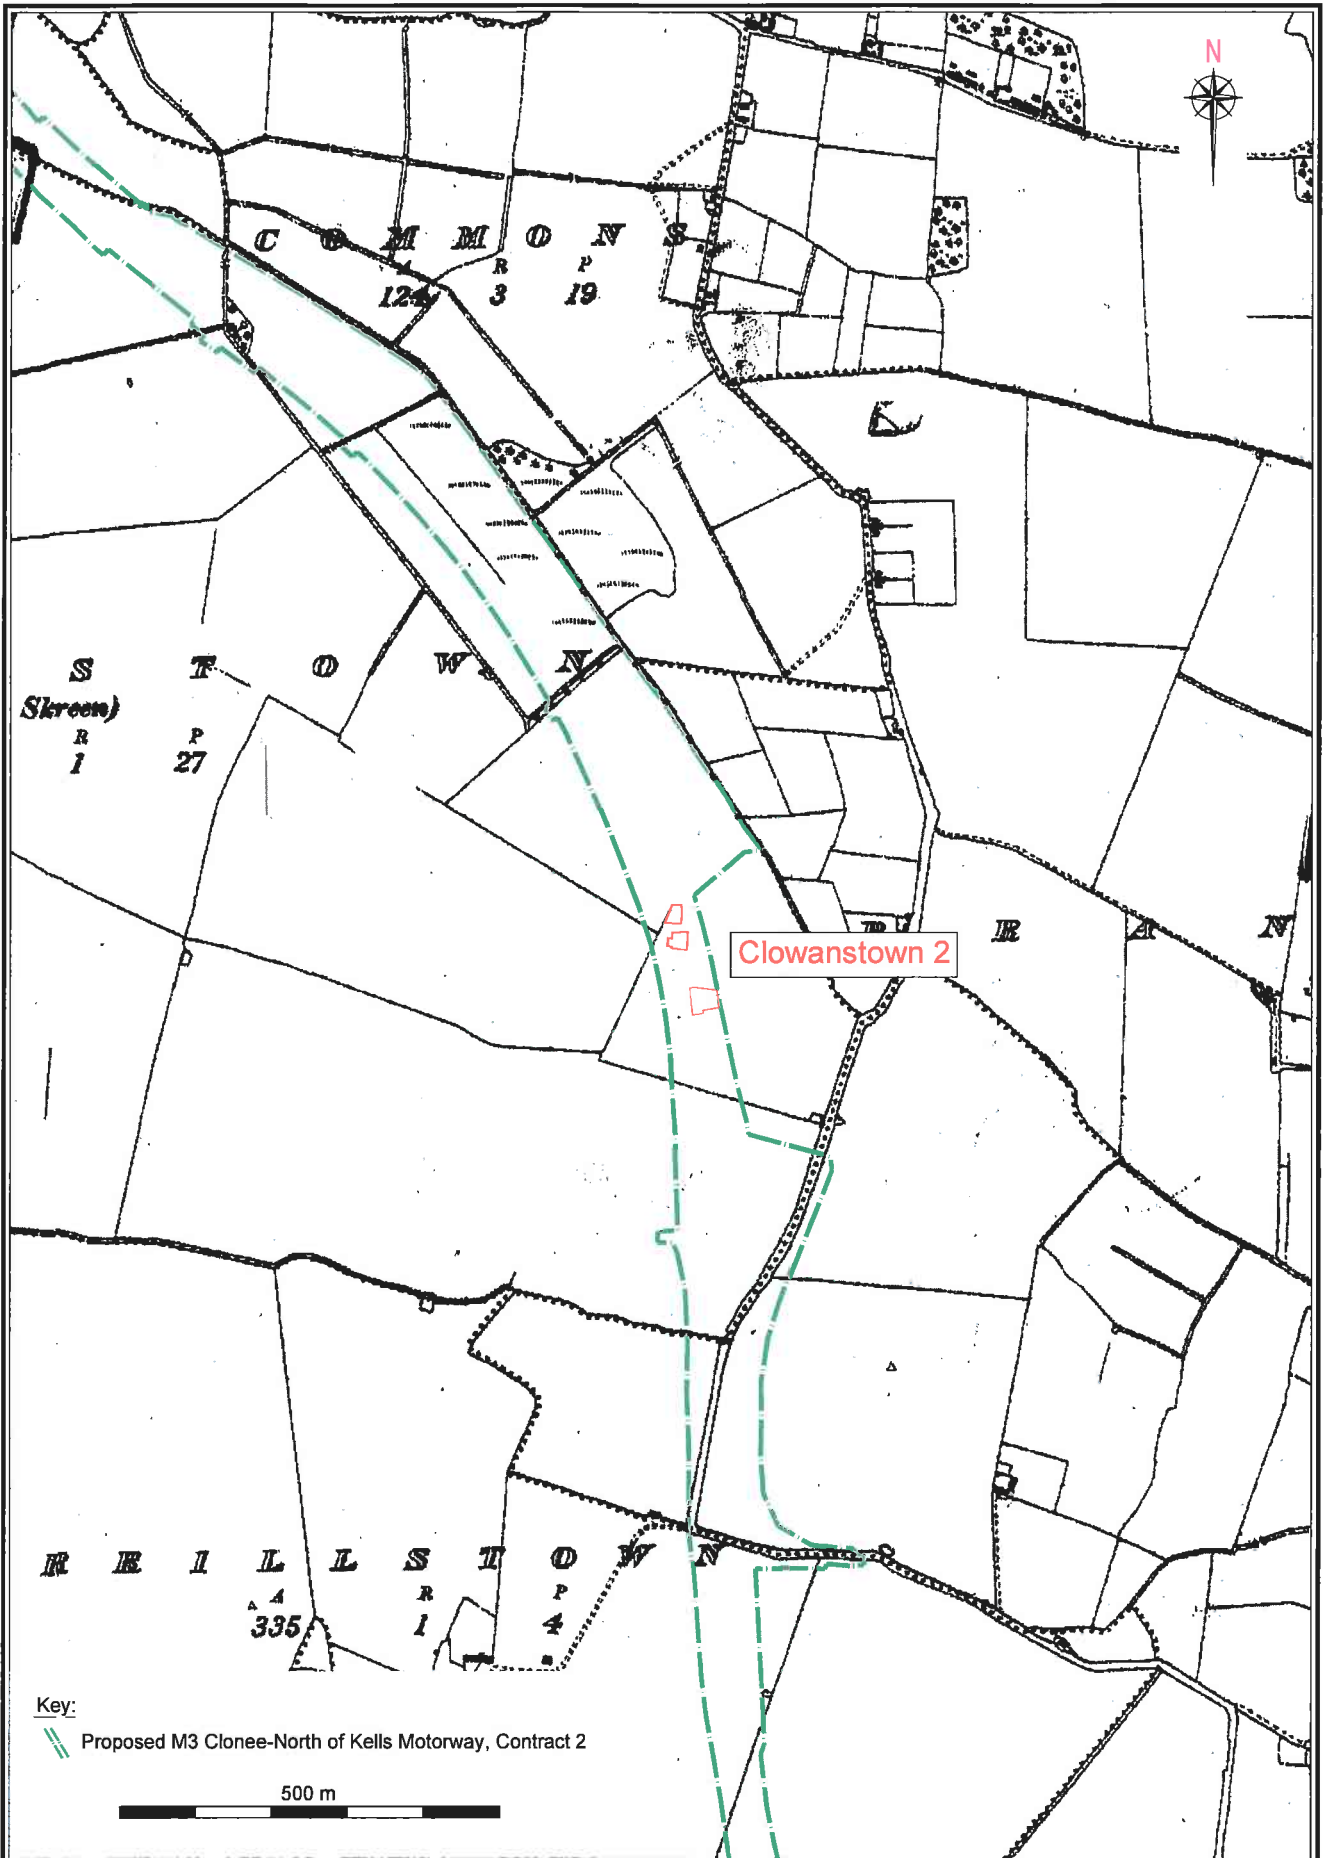 N
C O M M O N S
A R P
124 3 19
K
S T O W N
Skreen)
R P
1 27
Clowanstown 2
R E A N
R E I L L S T O W N
A R P
335 1 4
Key:
Proposed M3 Clonee-North of Kells Motorway, Contract 2
500 m